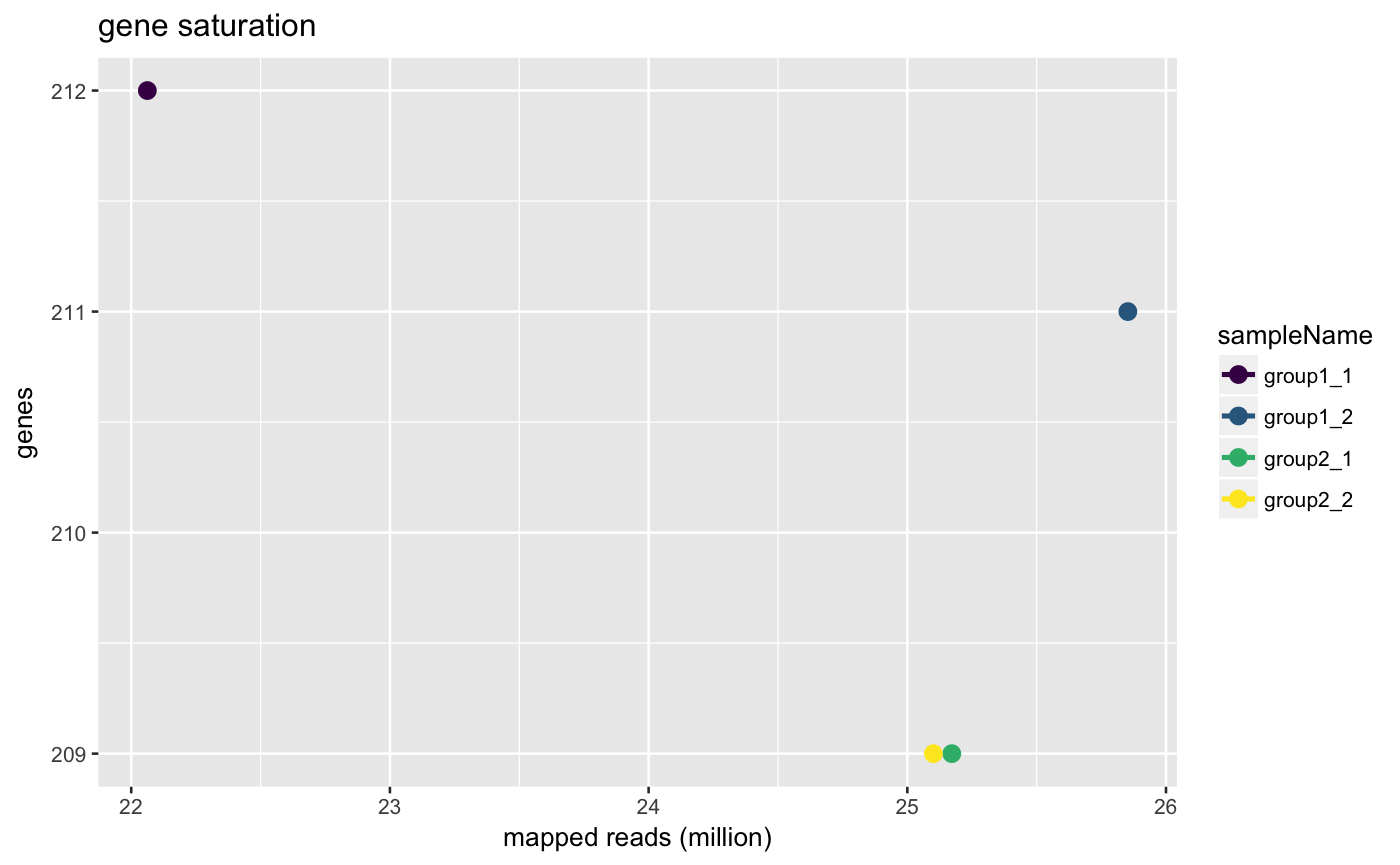 gene saturation
212
211
210
209
genes
22
23
24
25
26
mapped reads (million)
sampleName
group1_1
group1_2
group2_1
group2_2